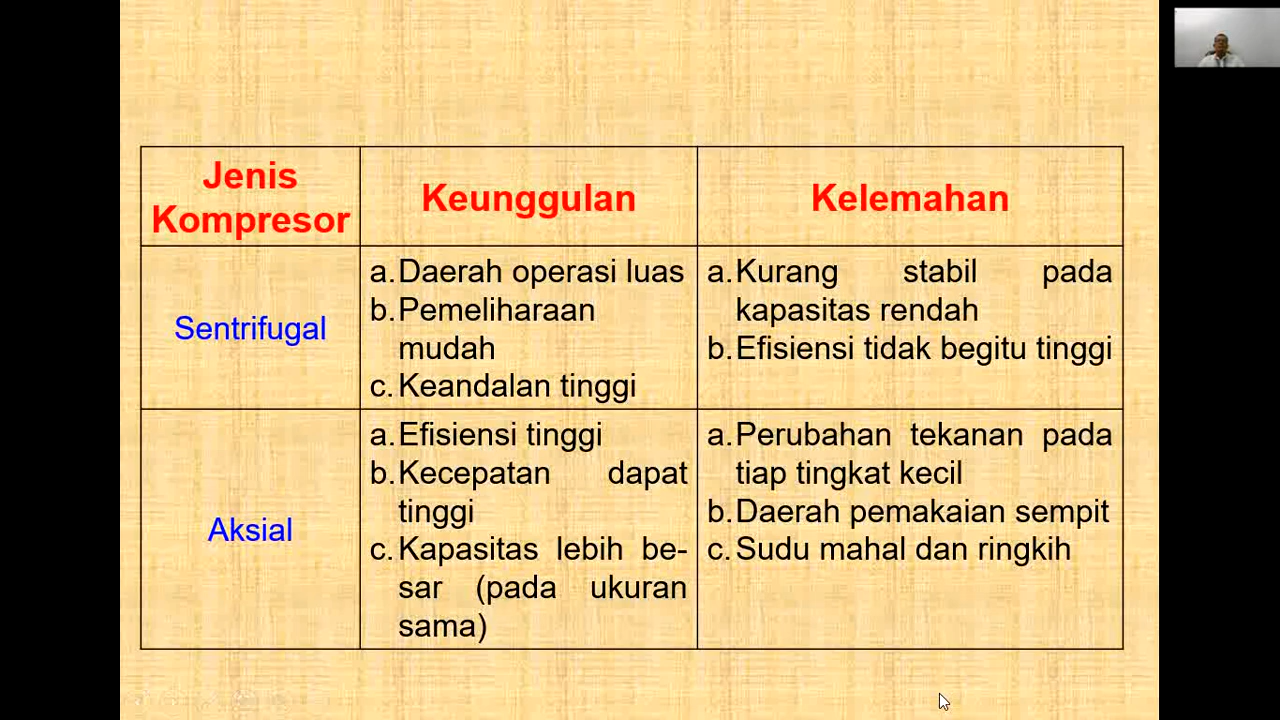 Jenis
Kompresor
Keunggulan
Kelemahan
Sentrifugal
a. Daerah operasi luas
b. Pemeliharaan
mudah
c. Keandalan tinggi
a. Kurang stabil pada
kapasitas rendah
b. Efisiensi tidak begitu tinggi
Aksial
a. Efisiensi tinggi
b. Kecepatan dapat
tinggi
c. Kapasitas lebih be-
sar (pada ukuran
sama)
a. Perubahan tekanan pada
tiap tingkat kecil
b. Daerah pemakaian sempit
c. Sudu mahal dan ringkih